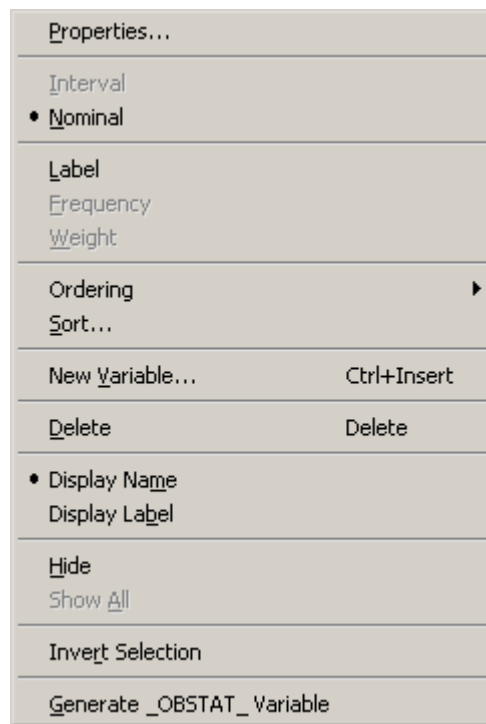 Properties...
Interval
• Nominal
Label
Frequency
Weight
Ordering
Sort...
New Variable... Ctrl+Insert
Delete Delete
• Display Name
Display Label
Hide
Show All
Invert Selection
Generate _OBSTAT_ Variable